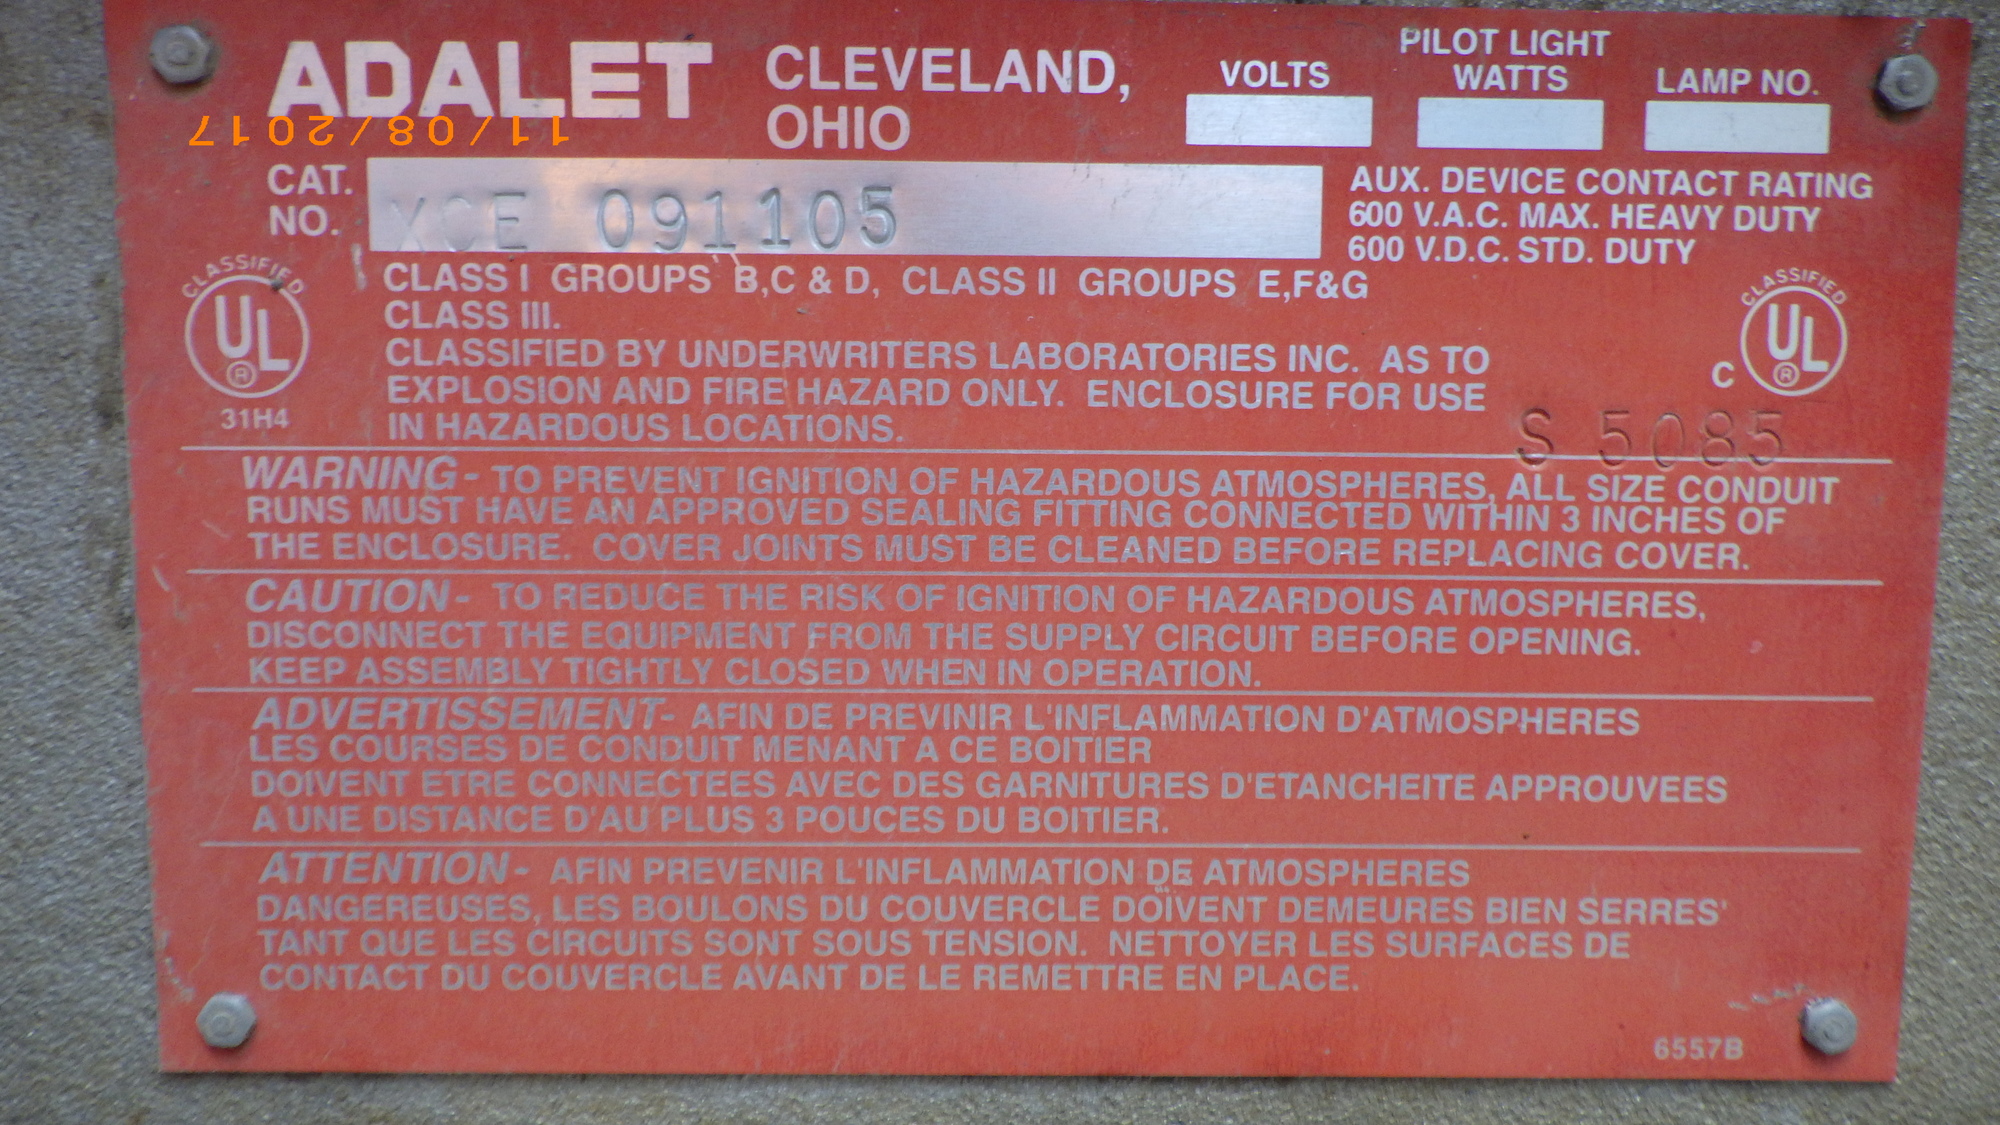 ADALET CLEVELAND, OHIO
VOLTS
PILOT LIGHT WATTS
LAMP NO.
11/08/2017
CAT. NO. XCE 091105
AUX. DEVICE CONTACT RATING
600 V.A.C. MAX. HEAVY DUTY
600 V.D.C. STD. DUTY
CLASSIFIED
UL
®
31H4
CLASS I GROUPS B,C & D, CLASS II GROUPS E,F&G
CLASS III.
CLASSIFIED BY UNDERWRITERS LABORATORIES INC. AS TO
EXPLOSION AND FIRE HAZARD ONLY. ENCLOSURE FOR USE
IN HAZARDOUS LOCATIONS.
CLASSIFIED
C UL
®
S 5085
WARNING- TO PREVENT IGNITION OF HAZARDOUS ATMOSPHERES, ALL SIZE CONDUIT
RUNS MUST HAVE AN APPROVED SEALING FITTING CONNECTED WITHIN 3 INCHES OF
THE ENCLOSURE. COVER JOINTS MUST BE CLEANED BEFORE REPLACING COVER.
CAUTION- TO REDUCE THE RISK OF IGNITION OF HAZARDOUS ATMOSPHERES,
DISCONNECT THE EQUIPMENT FROM THE SUPPLY CIRCUIT BEFORE OPENING.
KEEP ASSEMBLY TIGHTLY CLOSED WHEN IN OPERATION.
ADVERTISSEMENT- AFIN DE PREVINIR L'INFLAMMATION D'ATMOSPHERES
LES COURSES DE CONDUIT MENANT A CE BOITIER
DOIVENT ETRE CONNECTEES AVEC DES GARNITURES D'ETANCHEITE APPROUVEES
A UNE DISTANCE D'AU PLUS 3 POUCES DU BOITIER.
ATTENTION- AFIN PREVENIR L'INFLAMMATION DE ATMOSPHERES
DANGEREUSES, LES BOULONS DU COUVERCLE DOIVENT DEMEURES BIEN SERRES'
TANT QUE LES CIRCUITS SONT SOUS TENSION. NETTOYER LES SURFACES DE
CONTACT DU COUVERCLE AVANT DE LE REMETTRE EN PLACE.
6557B